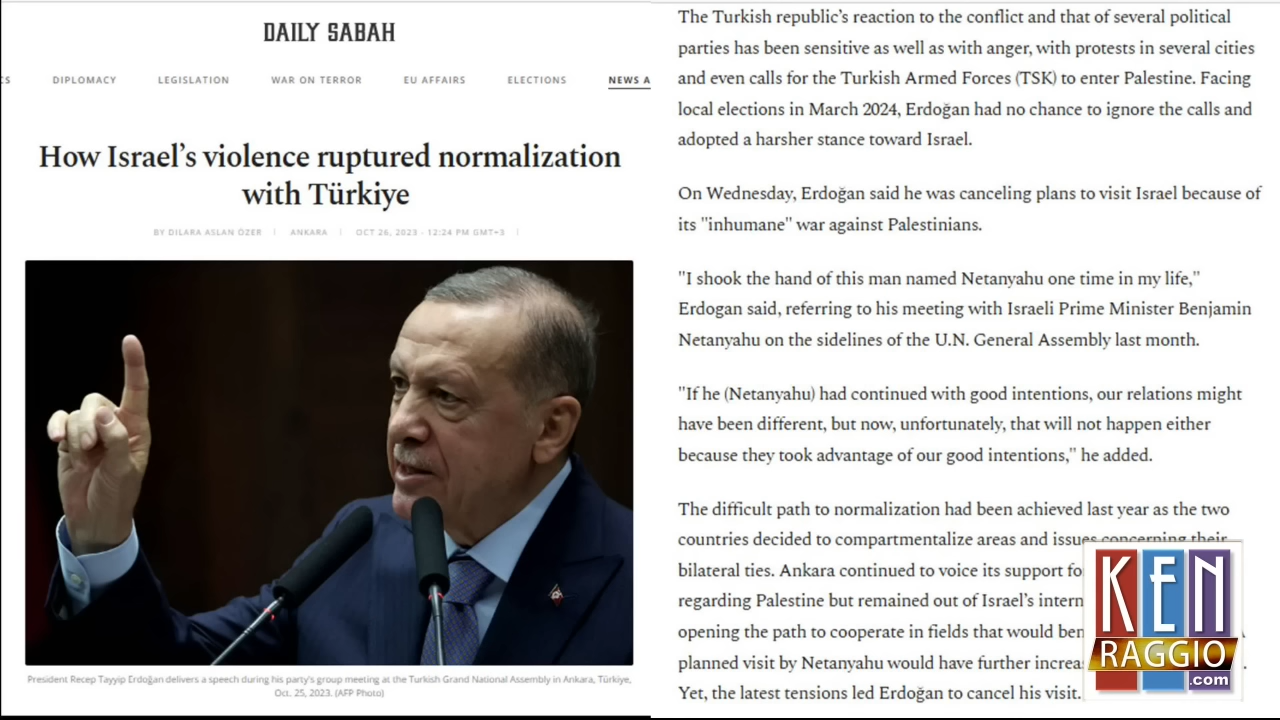 DAILY SABAH
CS DIPLOMACY LEGISLATION WAR ON TERROR EU AFFAIRS ELECTIONS NEWS A
How Israel’s violence ruptured normalization
with Türkiye
BY DILARA ASLAN ÖZER | ANKARA | OCT 26, 2023 - 12:24 PM GMT+3 |
President Recep Tayyip Erdoğan delivers a speech during his party's group meeting at the Turkish Grand National Assembly in Ankara, Türkiye,
Oct. 25, 2023. (AFP Photo)
The Turkish republic’s reaction to the conflict and that of several political
parties has been sensitive as well as with anger, with protests in several cities
and even calls for the Turkish Armed Forces (TSK) to enter Palestine. Facing
local elections in March 2024, Erdoğan had no chance to ignore the calls and
adopted a harsher stance toward Israel.
On Wednesday, Erdoğan said he was canceling plans to visit Israel because of
its "inhumane" war against Palestinians.
"I shook the hand of this man named Netanyahu one time in my life,"
Erdogan said, referring to his meeting with Israeli Prime Minister Benjamin
Netanyahu on the sidelines of the U.N. General Assembly last month.
"If he (Netanyahu) had continued with good intentions, our relations might
have been different, but now, unfortunately, that will not happen either
because they took advantage of our good intentions," he added.
The difficult path to normalization had been achieved last year as the two
countries decided to compartmentalize areas and issues concerning their
bilateral ties. Ankara continued to voice its support fo
regarding Palestine but remained out of Israel’s intern
opening the path to cooperate in fields that would ben
planned visit by Netanyahu would have further increa
Yet, the latest tensions led Erdoğan to cancel his visit.
KEN
RAGGIO
.com